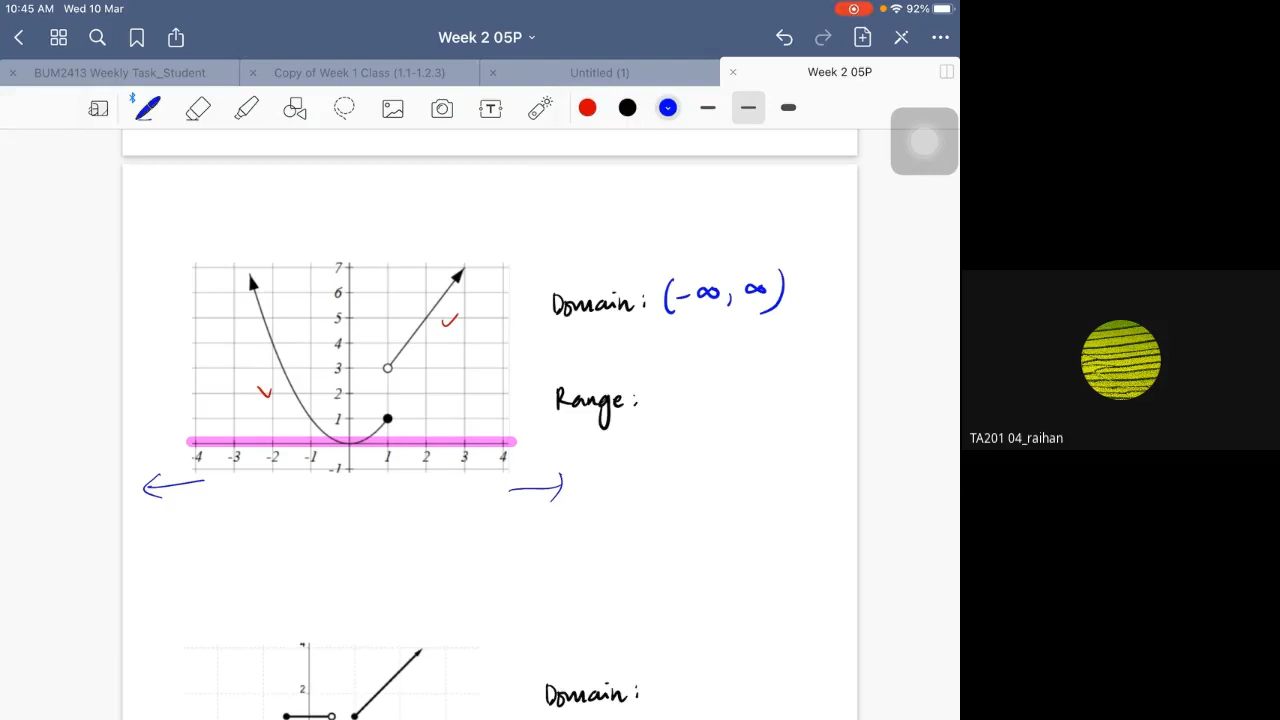 10:45 AM Wed 10 Mar 92%
Week 2 05P
BUM2413 Weekly Task_Student
Copy of Week 1 Class (1.1-1.2.3)
Untitled (1)
Week 2 05P
7
6
5
4
3
2
1
-4 -3 -2 -1 1 2 3 4
-1
Domain: (-∞, ∞)
Range:
TA201 04_raihan
4
2
Domain: